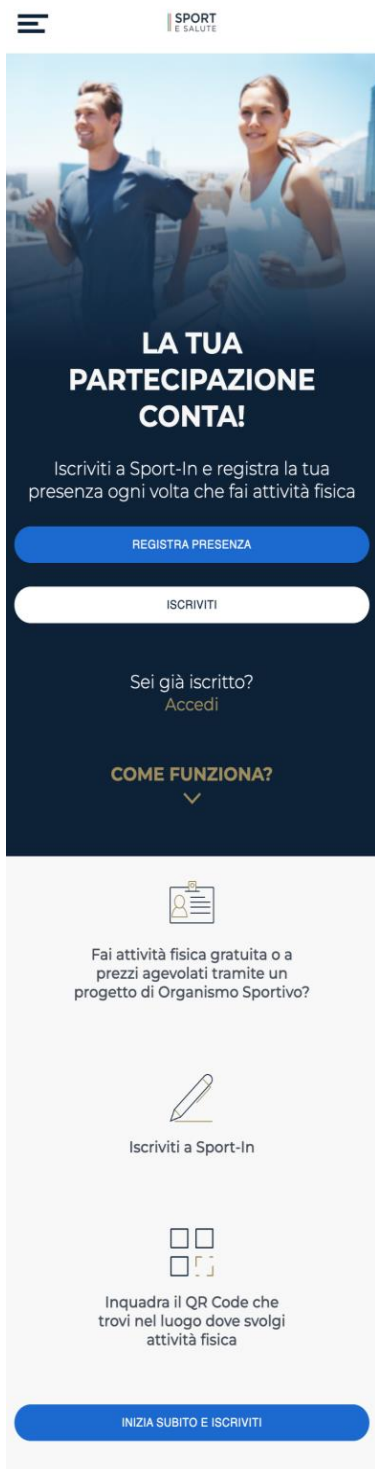 SPORT
E SALUTE
LA TUA
PARTECIPAZIONE
CONTA!
Iscriviti a Sport-In e registra la tua
presenza ogni volta che fai attività fisica
REGISTRA PRESENZA
ISCRIVITI
Sei già iscritto?
Accedi
COME FUNZIONA?
Fai attività fisica gratuita o a
prezzi agevolati tramite un
progetto di Organismo Sportivo?
Iscriviti a Sport-In
Inquadra il QR Code che
trovi nel luogo dove svolgi
attività fisica
INIZIA SUBITO E ISCRIVITI